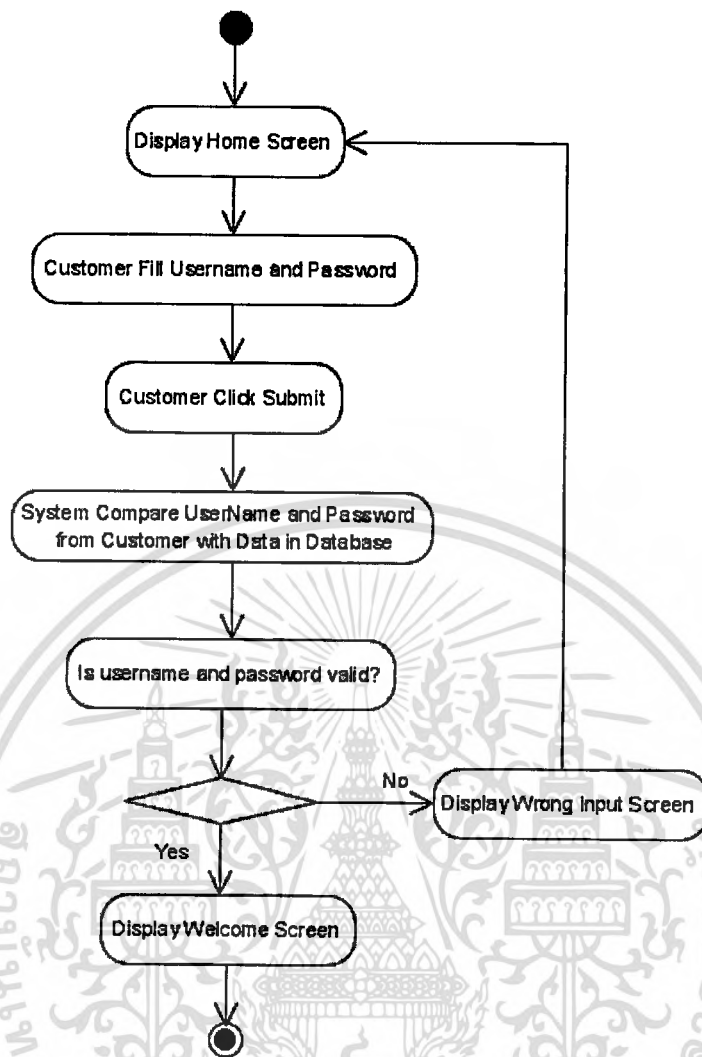 Display Home Screen
Customer Fill Username and Password
Customer Click Submit
System Compare UserName and Password
from Customer with Data in Database
Is username and password valid?
No
Display Wrong Input Screen
Yes
Display Welcome Screen